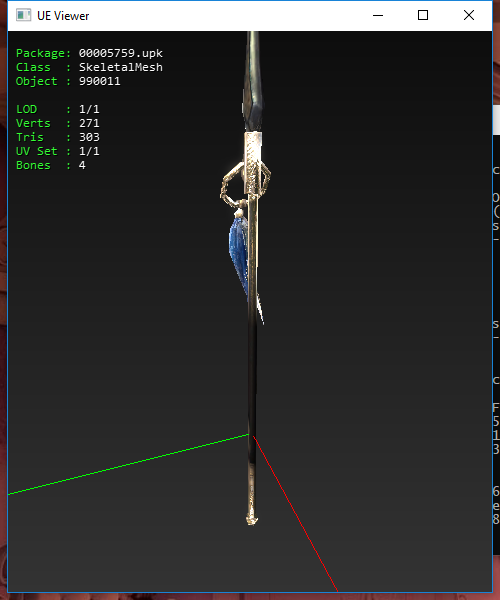 UE Viewer
Package: 00005759.upk
Class  : SkeletalMesh
Object : 990011
LOD    : 1/1
Verts  : 271
Tris   : 303
UV Set : 1/1
Bones  : 4